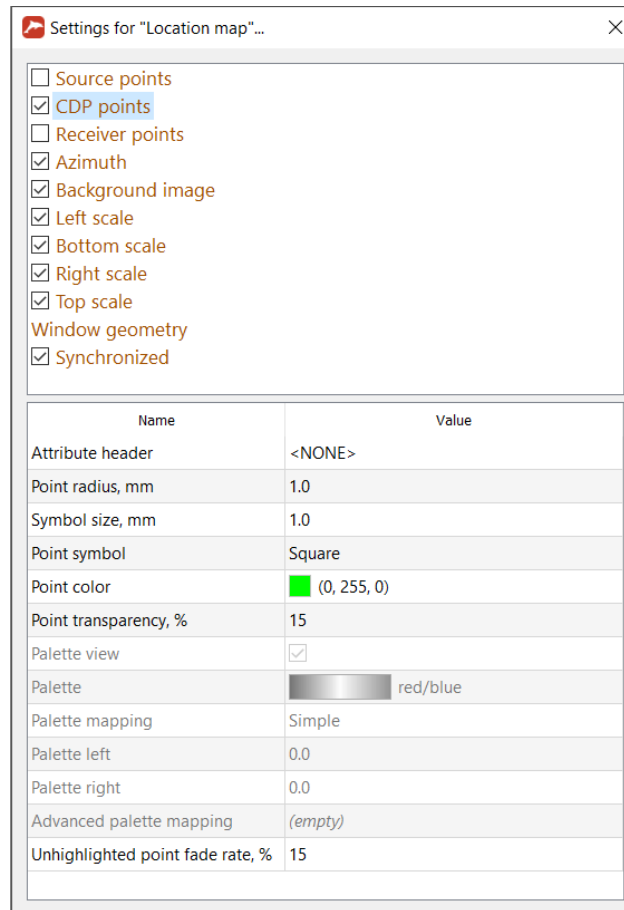 Settings for "Location map"...
Source points
CDP points
Receiver points
Azimuth
Background image
Left scale
Bottom scale
Right scale
Top scale
Window geometry
Synchronized
Name Value
Attribute header <NONE>
Point radius, mm 1.0
Symbol size, mm 1.0
Point symbol Square
Point color (0, 255, 0)
Point transparency, % 15
Palette view
Palette red/blue
Palette mapping Simple
Palette left 0.0
Palette right 0.0
Advanced palette mapping (empty)
Unhighlighted point fade rate, % 15